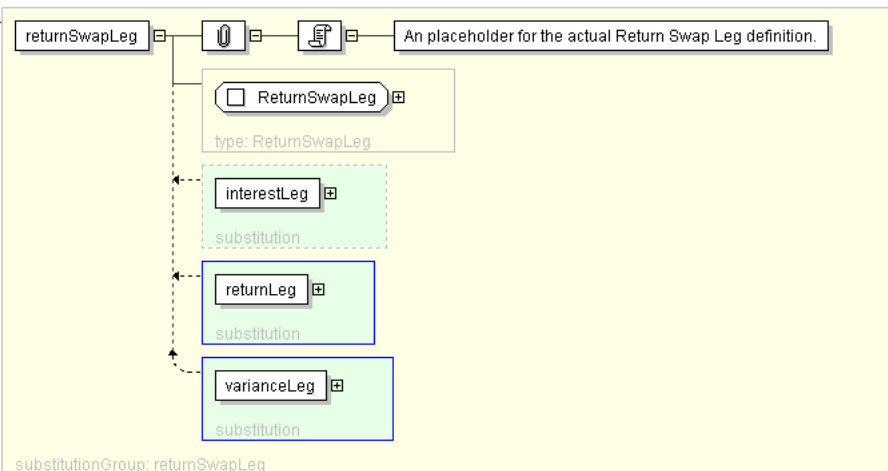 returnSwapLeg
An placeholder for the actual Return Swap Leg definition.
ReturnSwapLeg
type: ReturnSwapLeg
interestLeg
substitution
returnLeg
substitution
varianceLeg
substitution
substitutionGroup: returnSwapLeg